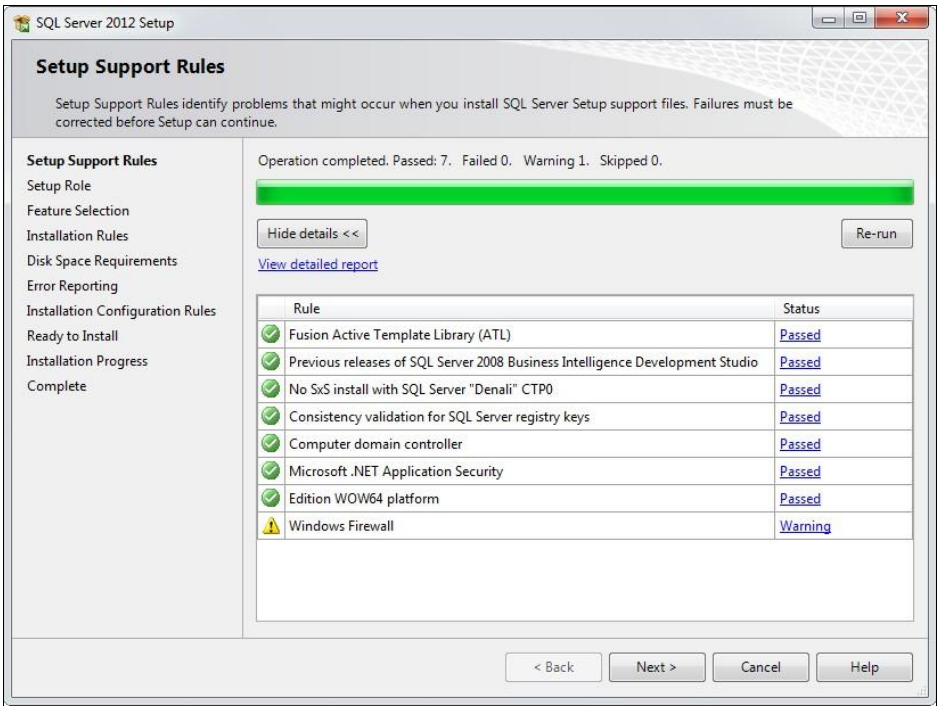 SQL Server 2012 Setup
Setup Support Rules
Setup Support Rules identify problems that might occur when you install SQL Server Setup support files. Failures must be
corrected before Setup can continue.
Setup Support Rules
Setup Role
Feature Selection
Installation Rules
Disk Space Requirements
Error Reporting
Installation Configuration Rules
Ready to Install
Installation Progress
Complete
Operation completed. Passed: 7.  Failed 0.  Warning 1.  Skipped 0.
Hide details <<
Re-run
View detailed report
Rule Status
Fusion Active Template Library (ATL) Passed
Previous releases of SQL Server 2008 Business Intelligence Development Studio Passed
No SxS install with SQL Server "Denali" CTP0 Passed
Consistency validation for SQL Server registry keys Passed
Computer domain controller Passed
Microsoft .NET Application Security Passed
Edition WOW64 platform Passed
Windows Firewall Warning
< Back Next > Cancel Help